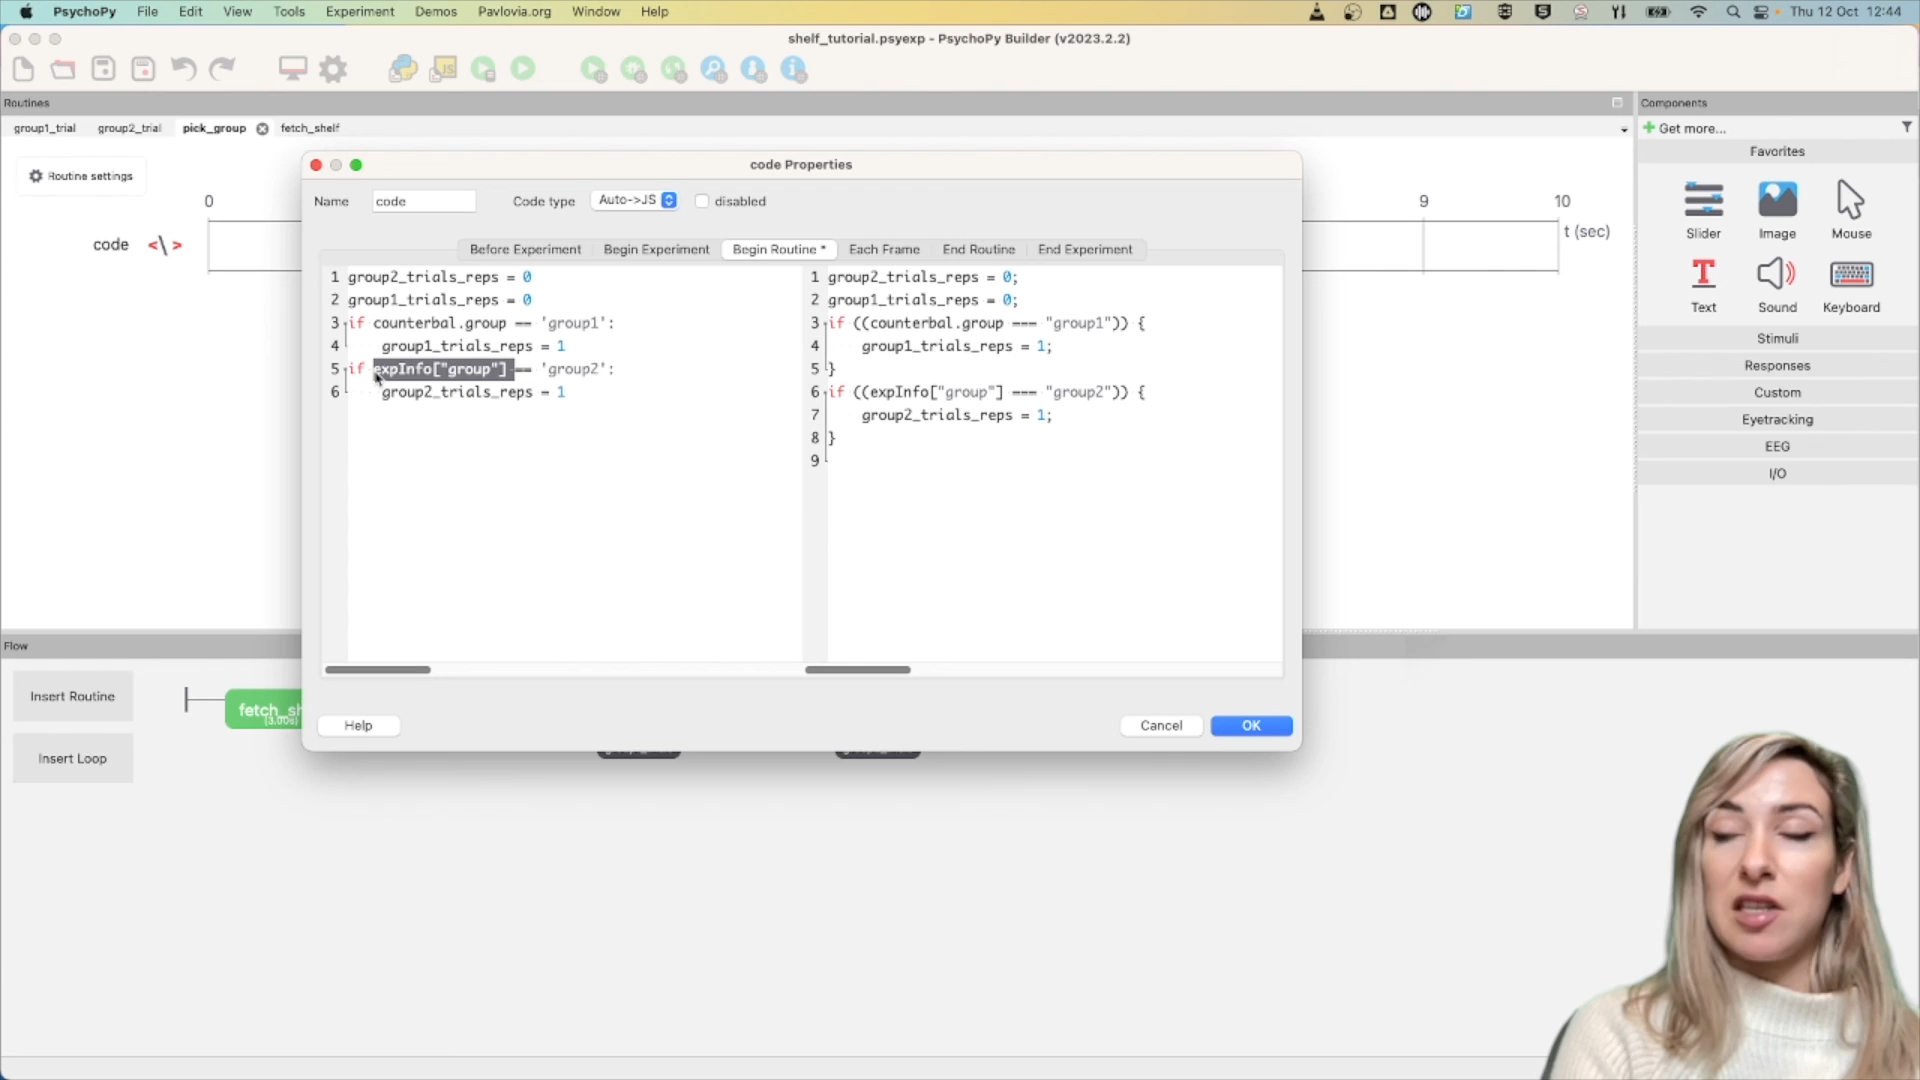 PsychoPy File Edit View Tools Experiment Demos Pavlovia.org Window Help Thu 12 Oct 12:44
shelf_tutorial.psyexp - PsychoPy Builder (v2023.2.2)
Routines
Components
group1_trial group2_trial pick_group fetch_shelf
Get more...
Favorites
Routine settings
code Properties
Name code Code type Auto->JS disabled
0
9 10
t (sec)
code
Slider Image Mouse
Text Sound Keyboard
Stimuli
Responses
Custom
Eyetracking
EEG
I/O
Before Experiment Begin Experiment Begin Routine * Each Frame End Routine End Experiment
1 group2_trials_reps = 0
2 group1_trials_reps = 0
3 if counterbal.group == 'group1':
4 group1_trials_reps = 1
5 if expInfo["group"] == 'group2':
6 group2_trials_reps = 1
1 group2_trials_reps = 0;
2 group1_trials_reps = 0;
3 if ((counterbal.group === "group1")) {
4 group1_trials_reps = 1;
5 }
6 if ((expInfo["group"] === "group2")) {
7 group2_trials_reps = 1;
8 }
9
Flow
Insert Routine
Insert Loop
fetch_sh
(3.00s)
Help Cancel OK